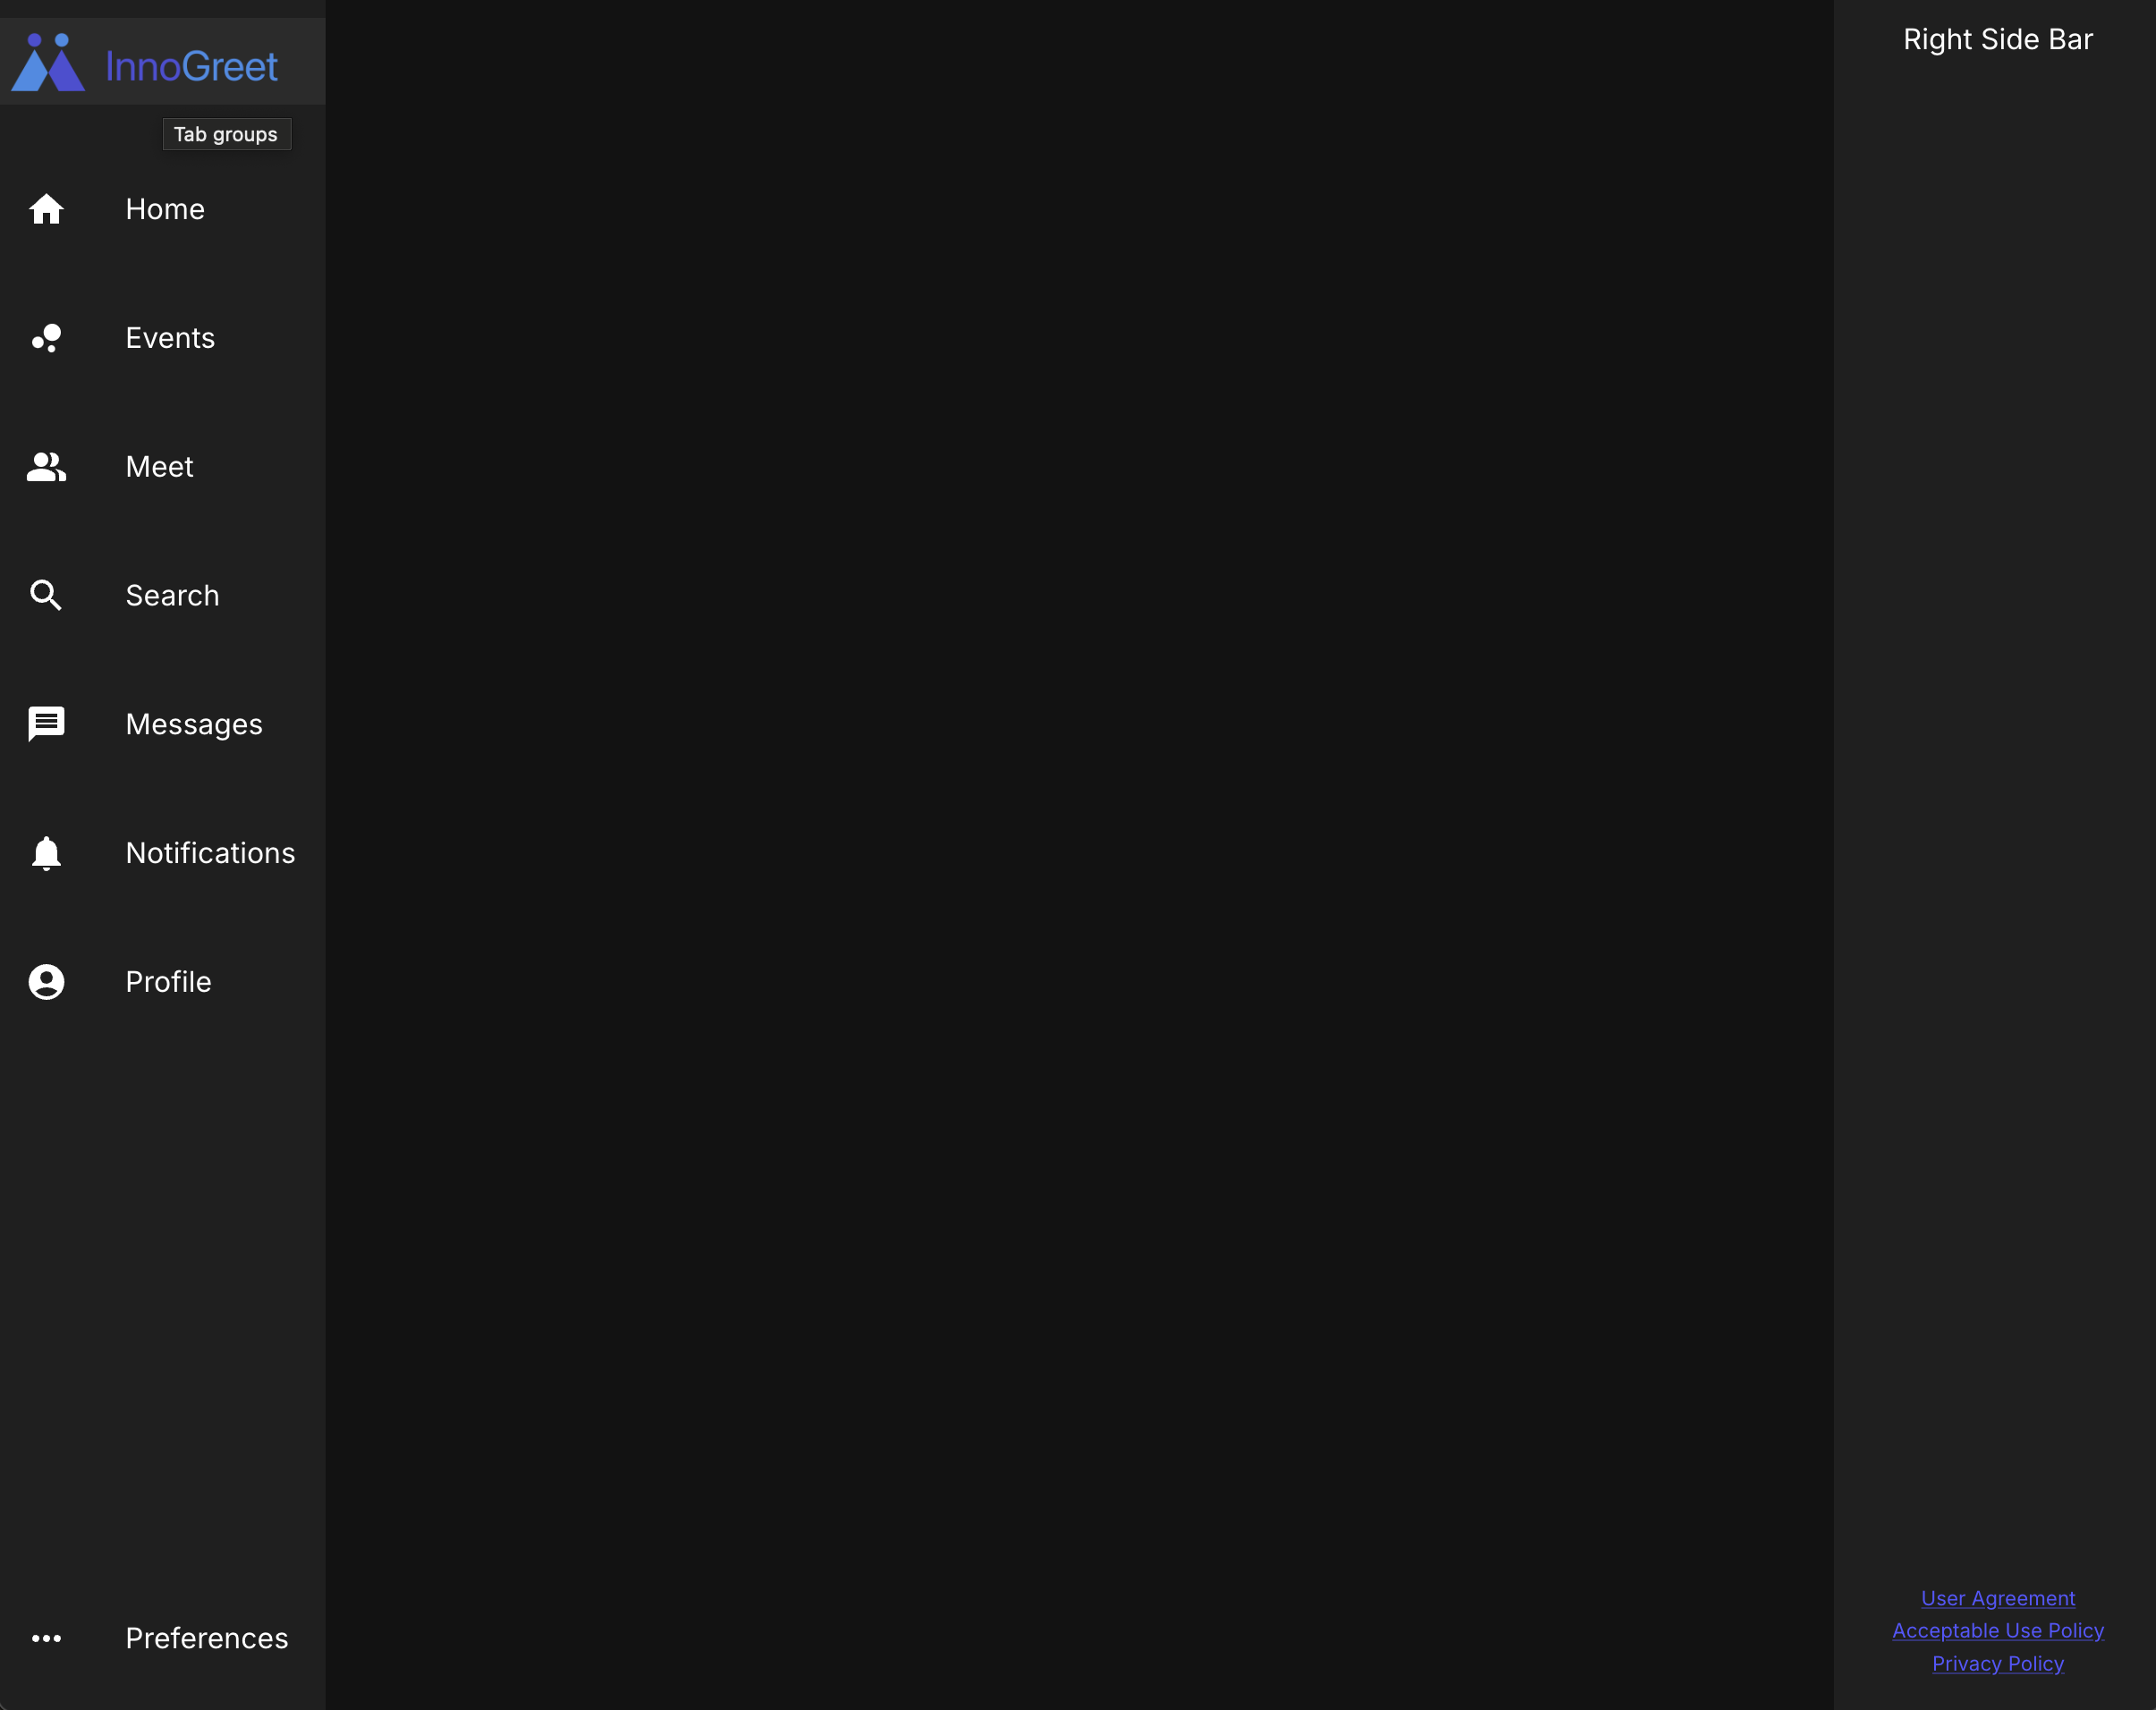 InnoGreet
Tab groups
Home
Events
Meet
Search
Messages
Notifications
Profile
Preferences
Right Side Bar
User Agreement
Acceptable Use Policy
Privacy Policy